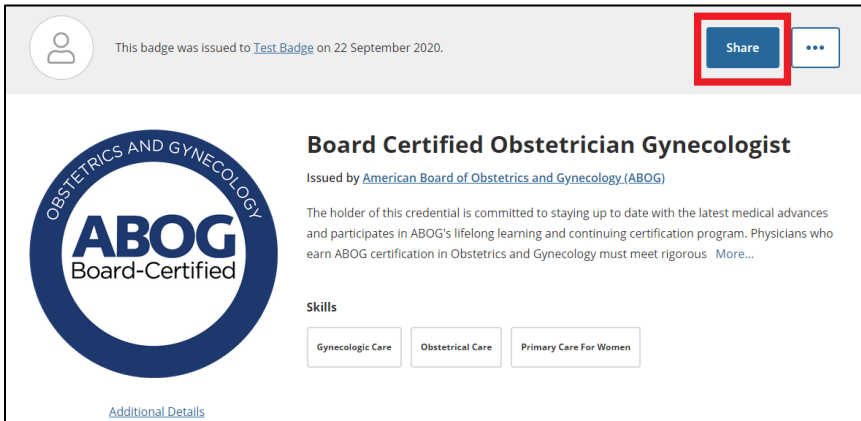 This badge was issued to Test Badge on 22 September 2020.
Share
•••
Board Certified Obstetrician Gynecologist
Issued by American Board of Obstetrics and Gynecology (ABOG)
The holder of this credential is committed to staying up to date with the latest medical advances
and participates in ABOG's lifelong learning and continuing certification program. Physicians who
earn ABOG certification in Obstetrics and Gynecology must meet rigorous More...
OBSTETRICS AND GYNECOLOGY
ABOG
Board-Certified
Skills
Gynecologic Care
Obstetrical Care
Primary Care For Women
Additional Details